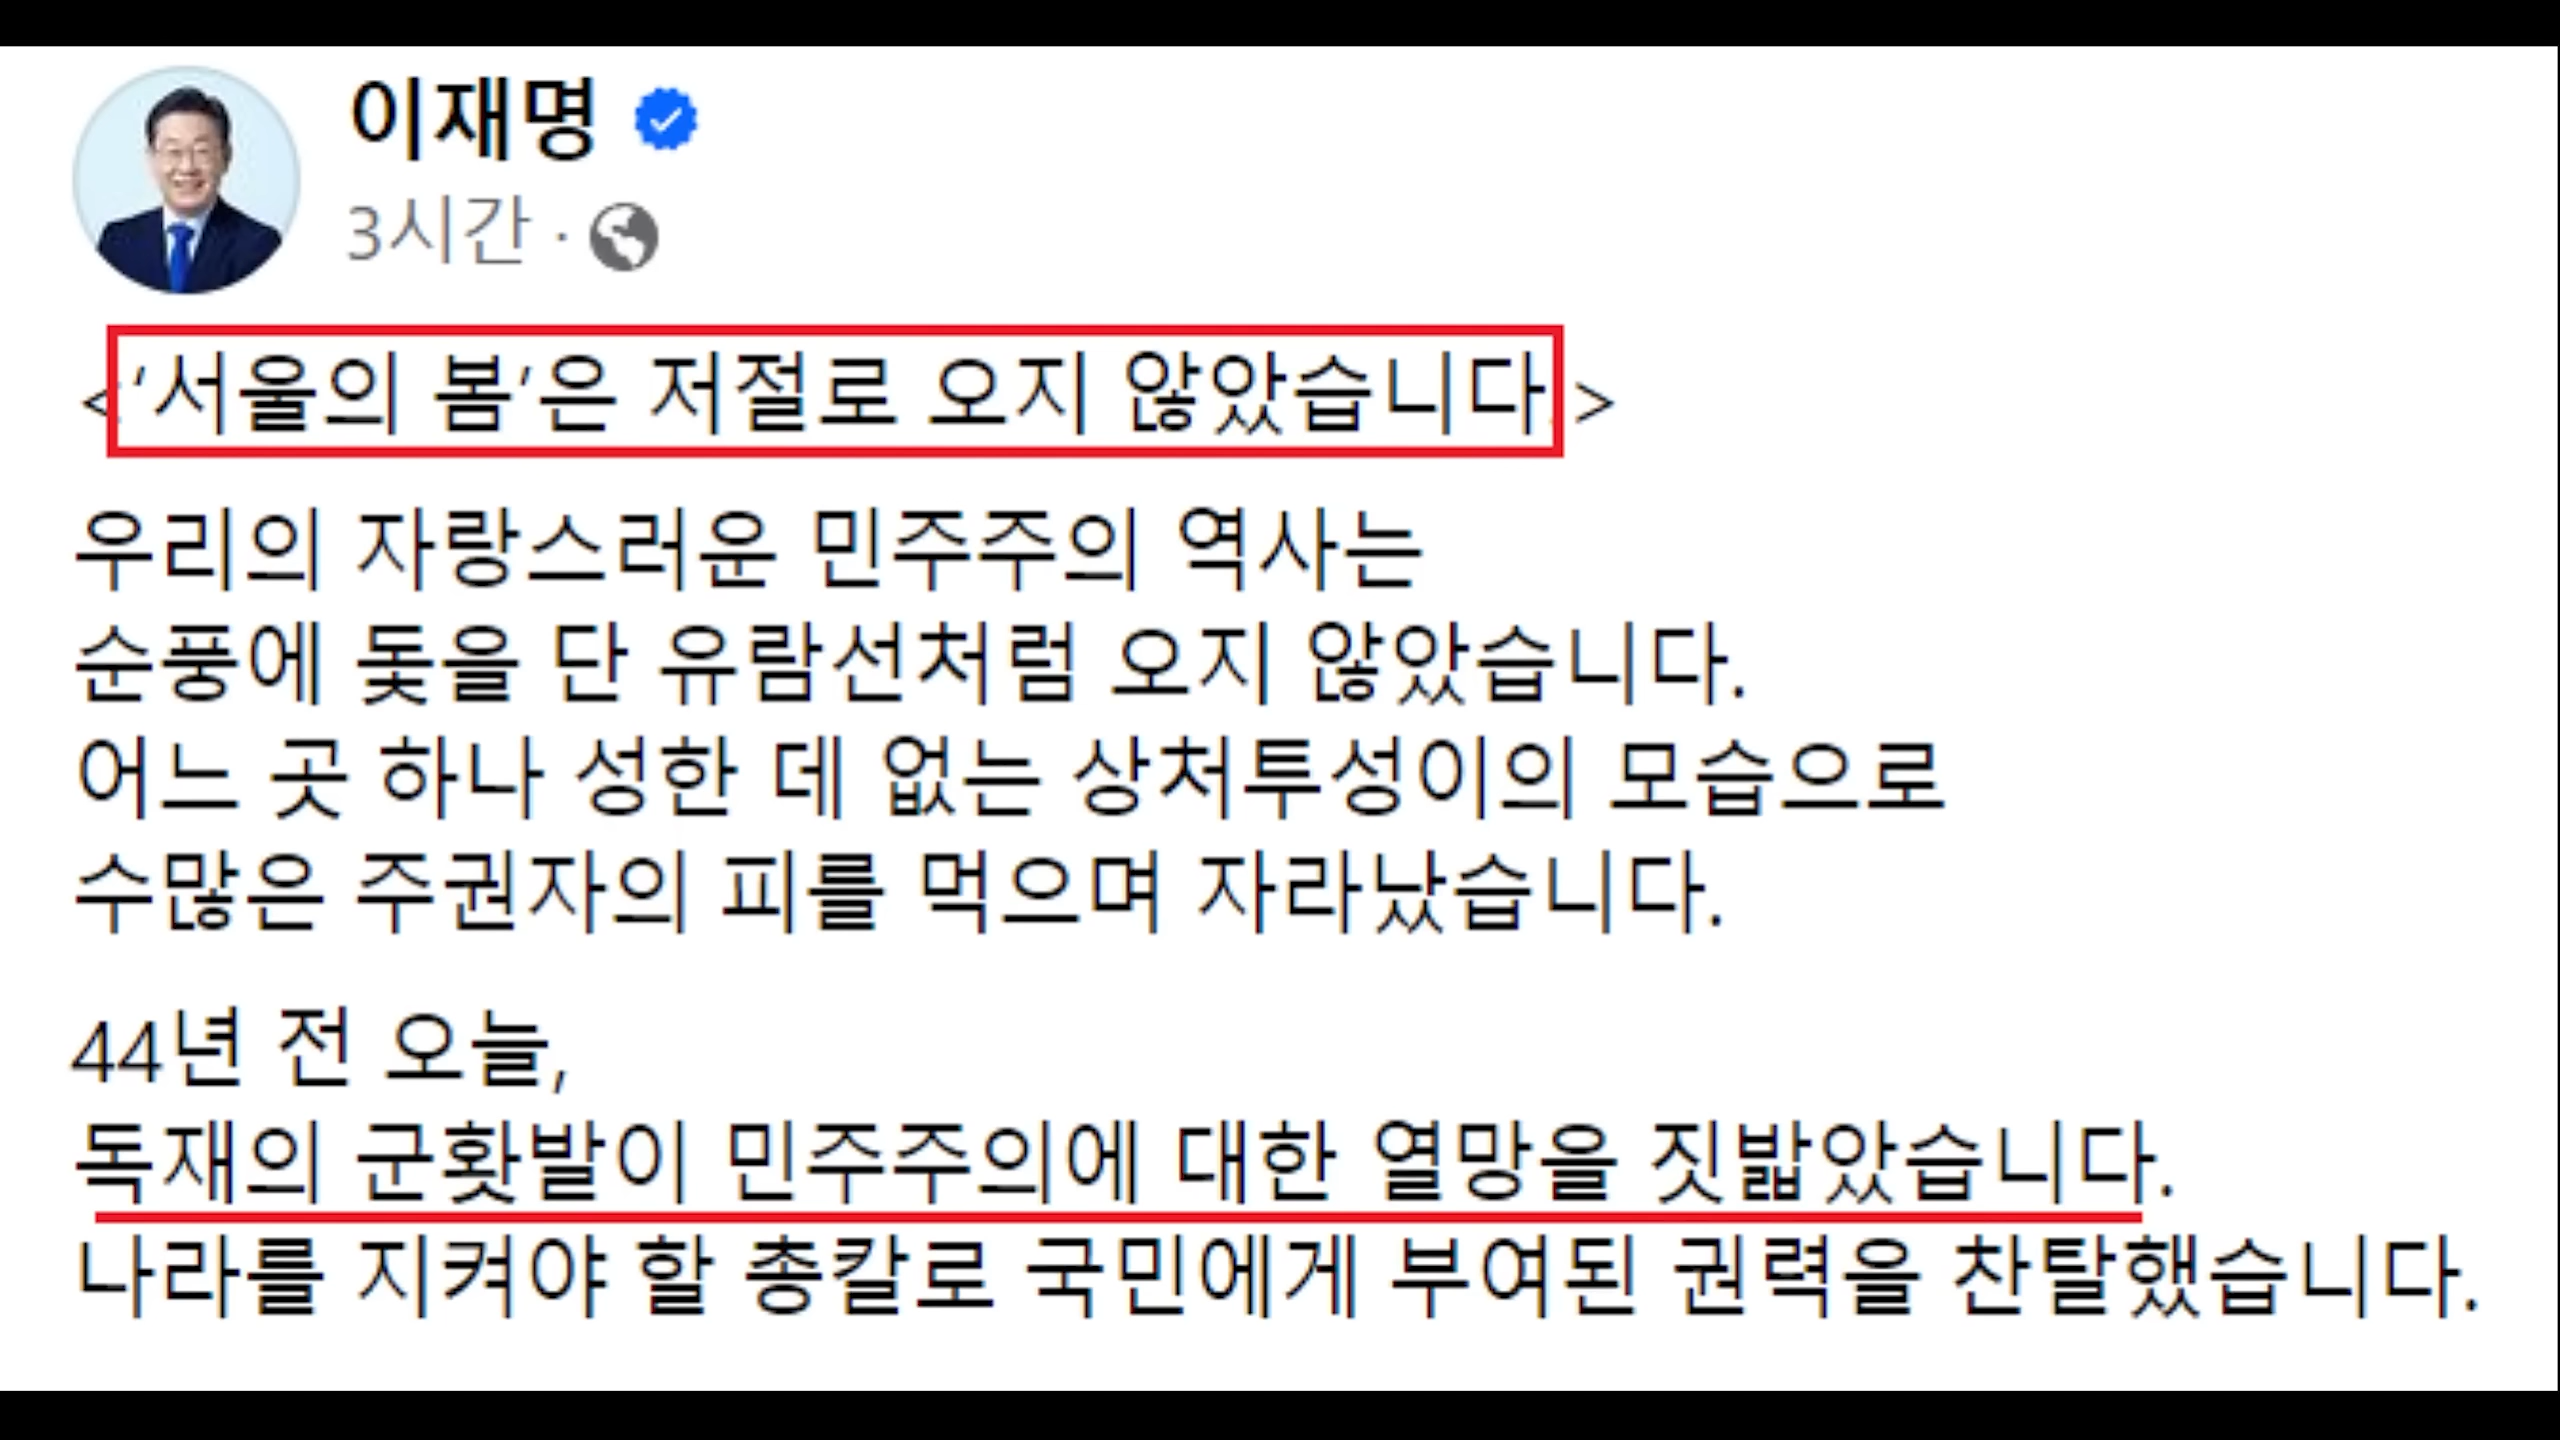 이재명
3시간 ·
<'서울의 봄'은 저절로 오지 않았습니다.>
우리의 자랑스러운 민주주의 역사는
순풍에 돛을 단 유람선처럼 오지 않았습니다.
어느 곳 하나 성한 데 없는 상처투성이의 모습으로
수많은 주권자의 피를 먹으며 자라났습니다.
44년 전 오늘,
독재의 군홧발이 민주주의에 대한 열망을 짓밟았습니다.
나라를 지켜야 할 총칼로 국민에게 부여된 권력을 찬탈했습니다.